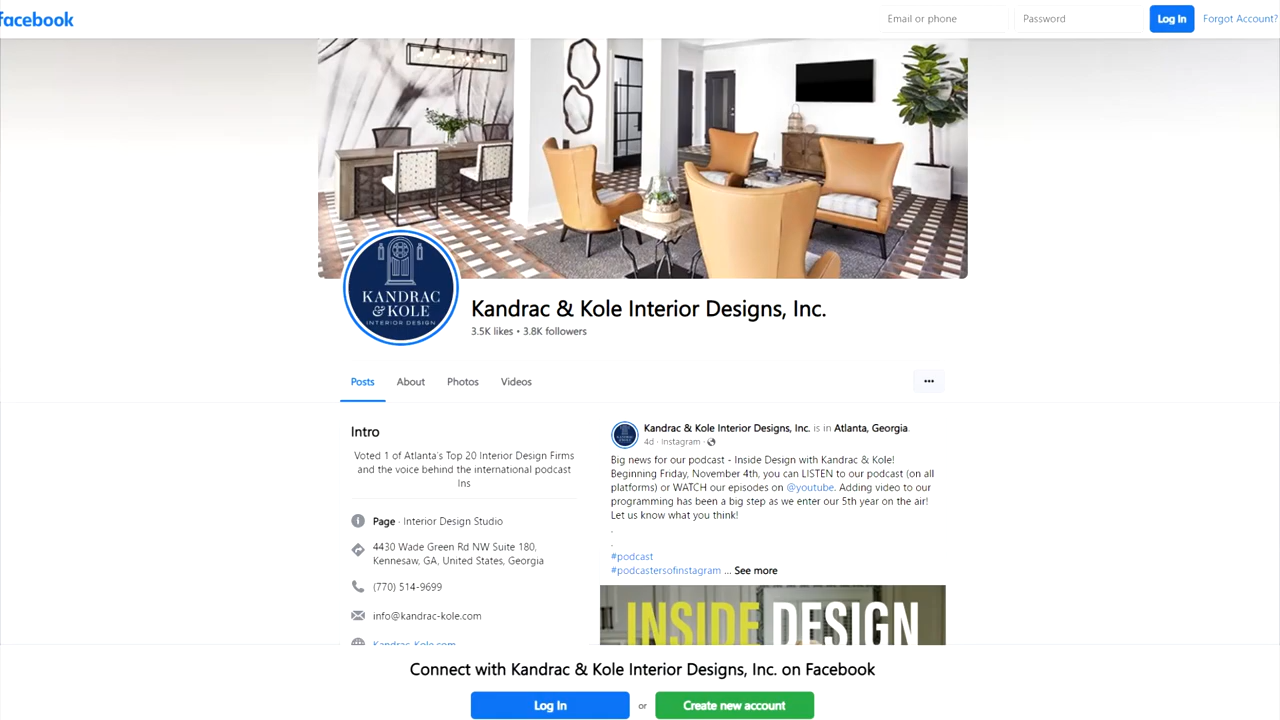 facebook
Email or phone
Password
Log In
Forgot Account?
KANDRAC
& KOLE
INTERIOR DESIGN
Kandrac & Kole Interior Designs, Inc.
3.5K likes • 3.8K followers
Posts
About
Photos
Videos
Intro
Voted 1 of Atlanta's Top 20 Interior Design Firms
and the voice behind the international podcast
Ins
Page · Interior Design Studio
4430 Wade Green Rd NW Suite 180,
Kennesaw, GA, United States, Georgia
(770) 514-9699
info@kandrac-kole.com
Kandrac-Kole.com
Kandrac & Kole Interior Designs, Inc. is in Atlanta, Georgia.
4d · Instagram ·
Big news for our podcast - Inside Design with Kandrac & Kole!
Beginning Friday, November 4th, you can LISTEN to our podcast (on all
platforms) or WATCH our episodes on @youtube. Adding video to our
programming has been a big step as we enter our 5th year on the air!
Let us know what you think!
.
.
#podcast
#podcastersofinstagram ... See more
INSIDE DESIGN
Connect with Kandrac & Kole Interior Designs, Inc. on Facebook
Log In
or
Create new account